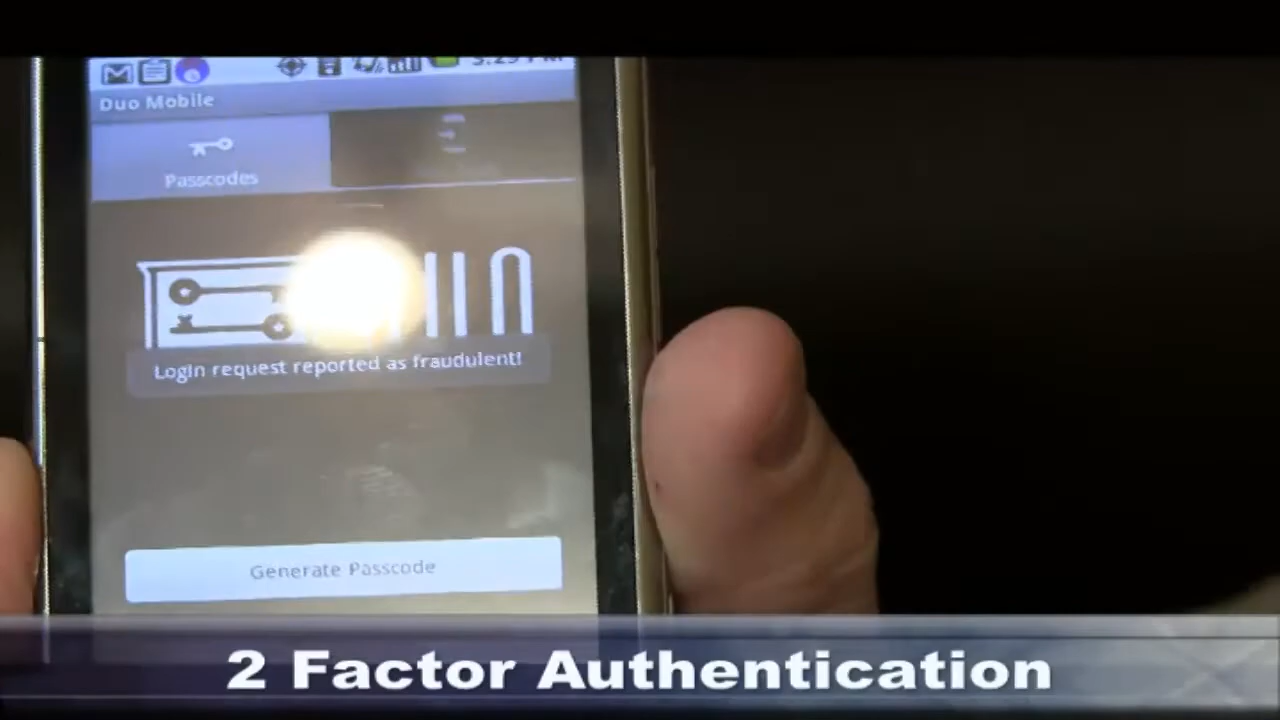 Duo Mobile
Passcodes
Login request reported as fraudulent!
Generate Passcode
2 Factor Authentication